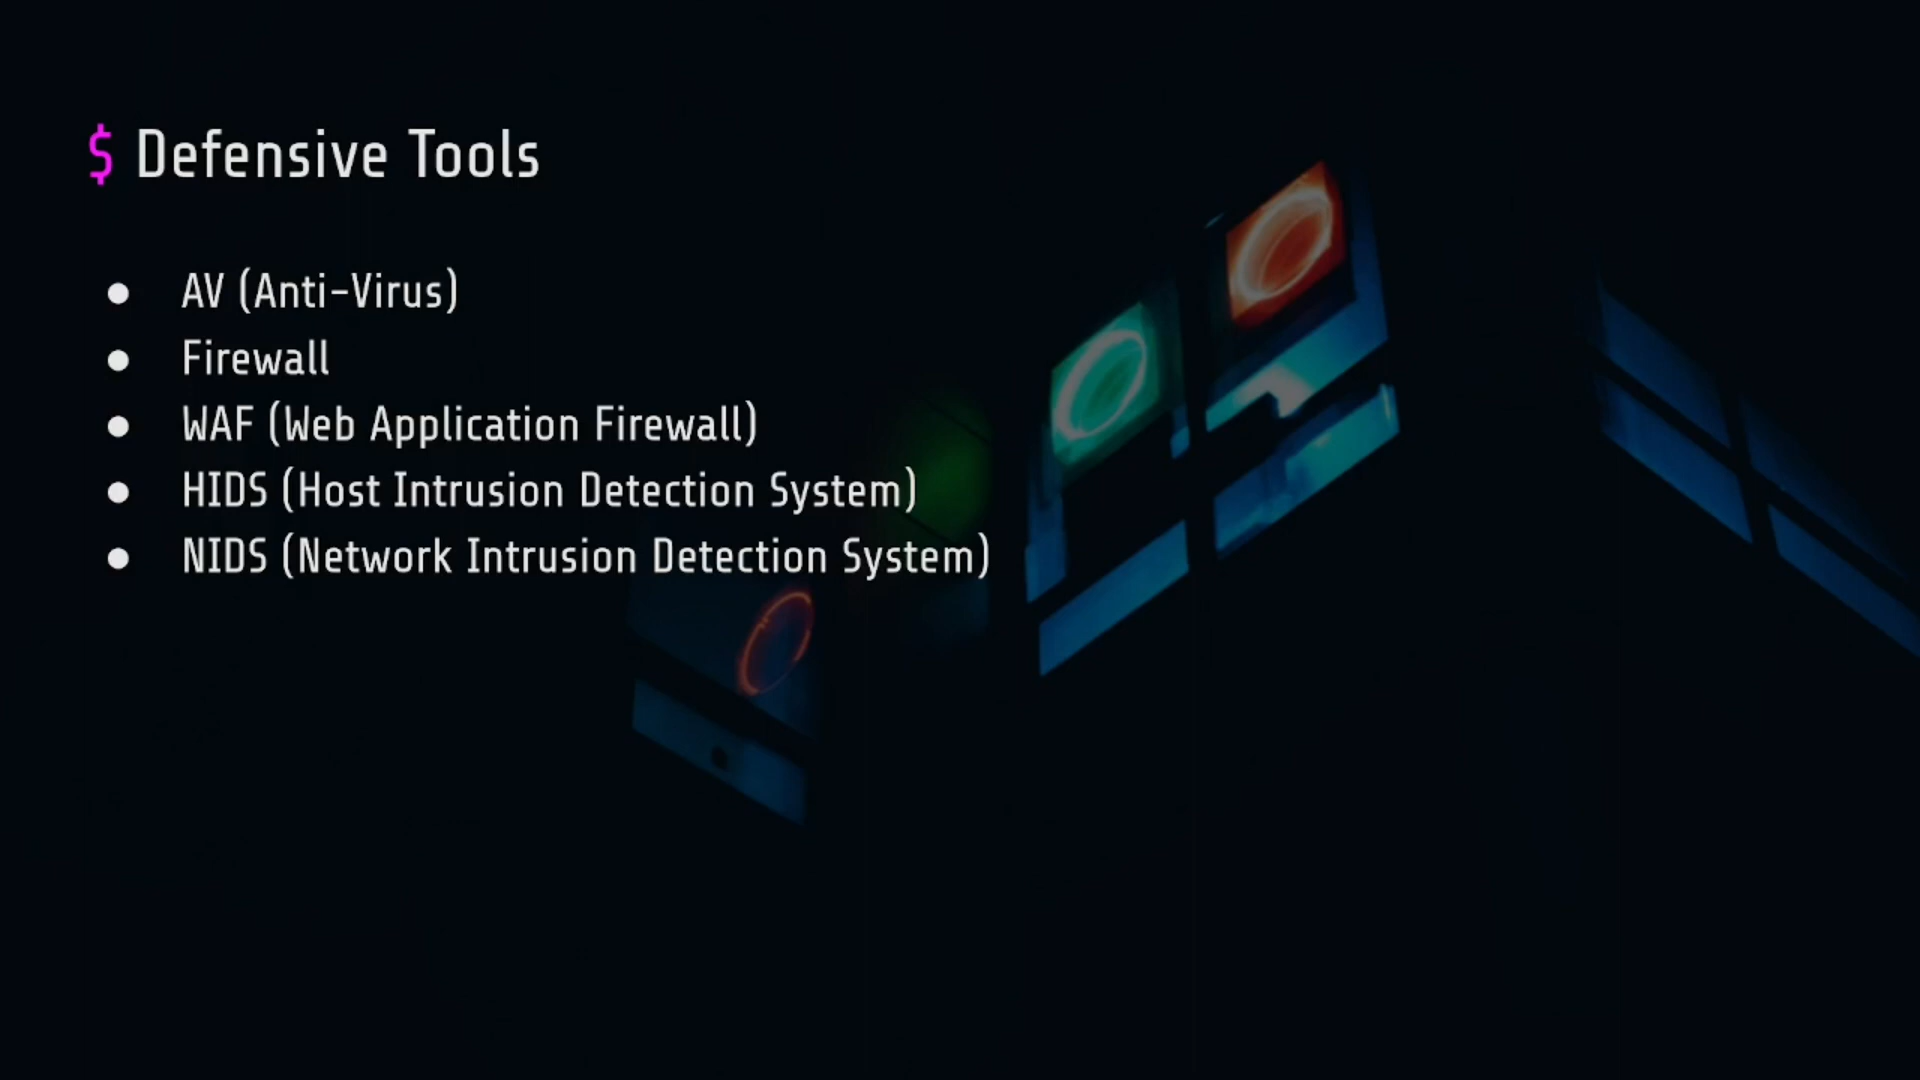 $ Defensive Tools
● AV (Anti-Virus)
● Firewall
● WAF (Web Application Firewall)
● HIDS (Host Intrusion Detection System)
● NIDS (Network Intrusion Detection System)